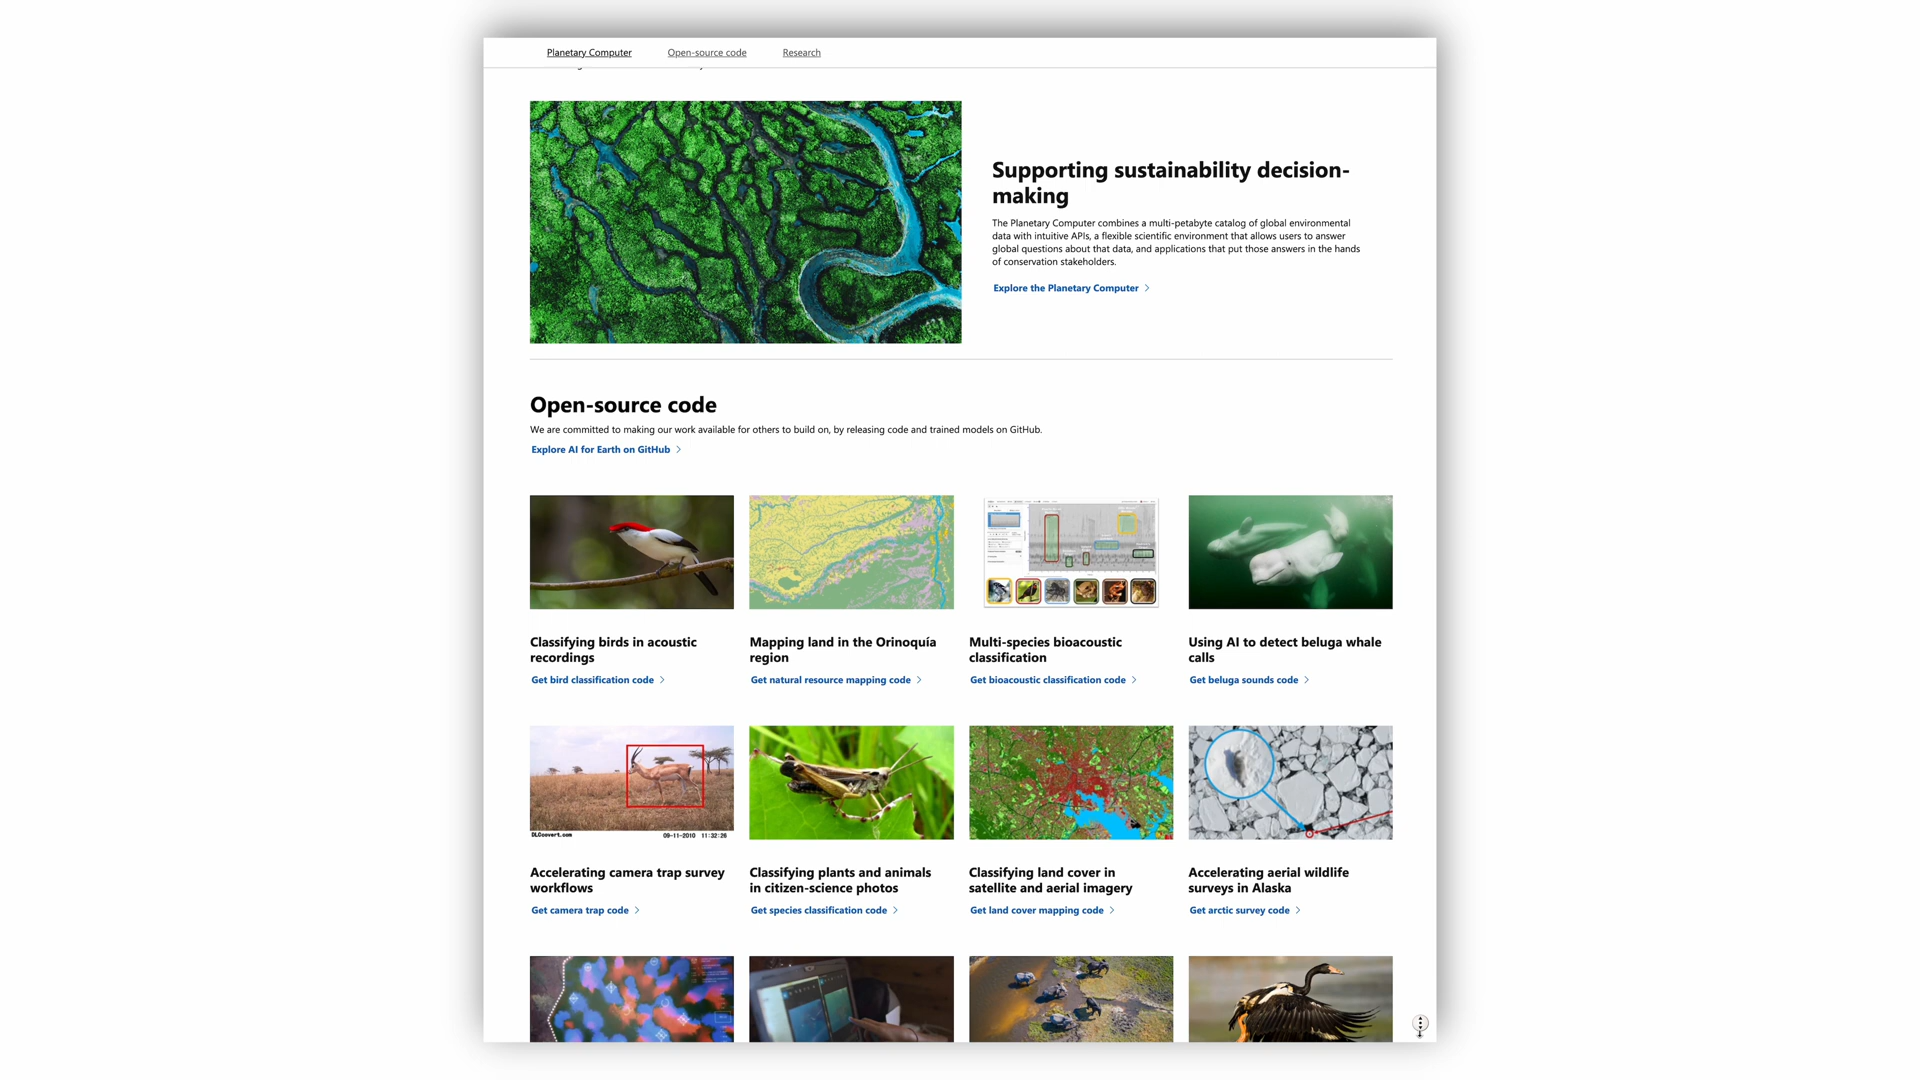 Planetary Computer
Open-source code
Research
Supporting sustainability decision-
making
The Planetary Computer combines a multi-petabyte catalog of global environmental
data with intuitive APIs, a flexible scientific environment that allows users to answer
global questions about that data, and applications that put those answers in the hands
of conservation stakeholders.
Explore the Planetary Computer
Open-source code
We are committed to making our work available for others to build on, by releasing code and trained models on GitHub.
Explore AI for Earth on GitHub
Classifying birds in acoustic
recordings
Get bird classification code
Mapping land in the Orinoquía
region
Get natural resource mapping code
Multi-species bioacoustic
classification
Get bioacoustic classification code
Using AI to detect beluga whale
calls
Get beluga sounds code
DLCcovert.com
09-11-2010 11:32:26
Accelerating camera trap survey
workflows
Get camera trap code
Classifying plants and animals
in citizen-science photos
Get species classification code
Classifying land cover in
satellite and aerial imagery
Get land cover mapping code
Accelerating aerial wildlife
surveys in Alaska
Get arctic survey code